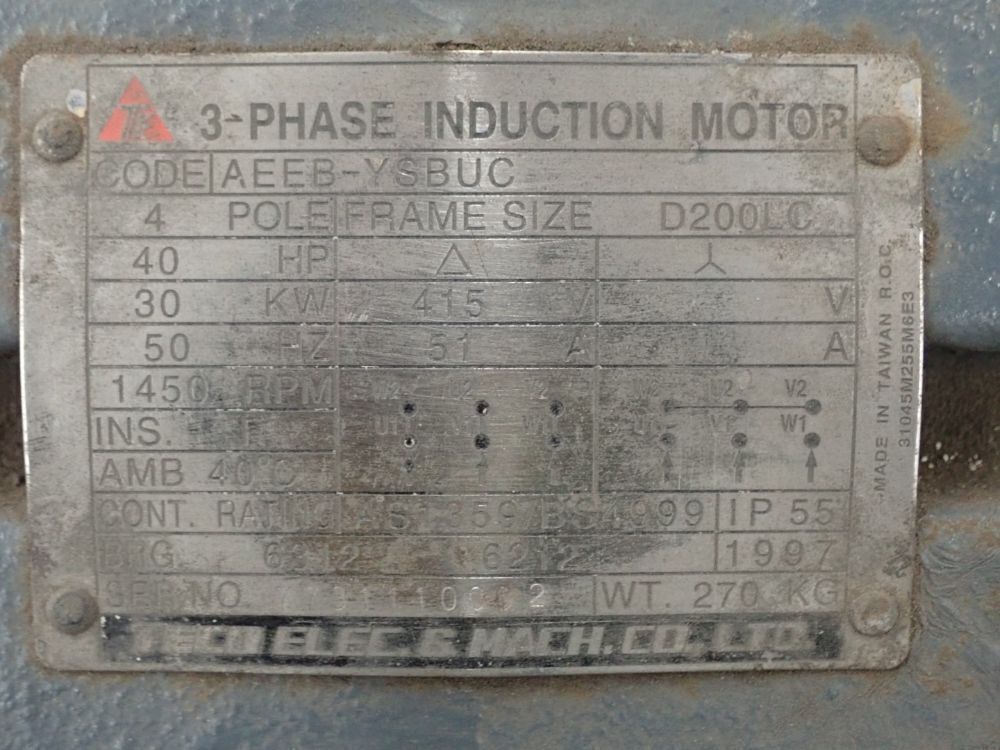 3-PHASE INDUCTION MOTOR
CODE AEEB-YSBUC
4 POLE FRAME SIZE D200LC
40 HP △ Y
30 KW 415 V V
50 HZ 51 A A
1450 RPM V2 V2
INS. W1
AMB 40°C
CONT. RATING AS1359/BS4999 IP 55
BRG. 6312 6212 1997
SER NO WT. 270 KG
TECO ELEC. & MACH. CO., LTD.
MADE IN TAIWAN R.O.C.
31045M255M6E3